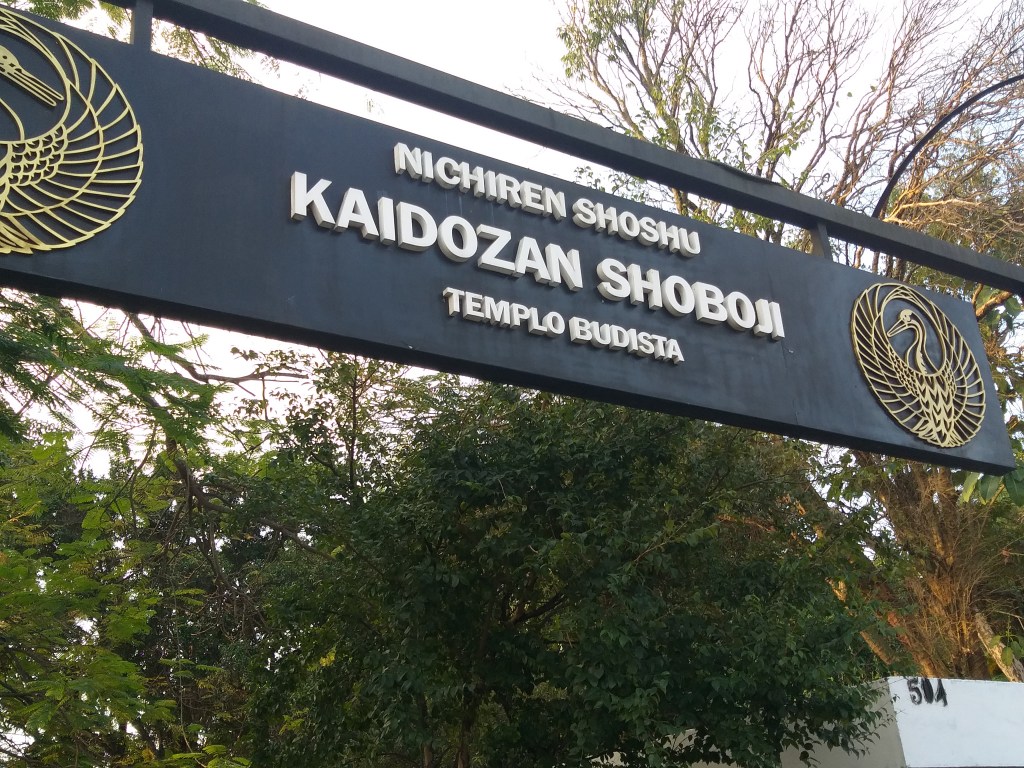 NICHIREN SHOSHU
KAIDOZAN SHOBOJI
TEMPLO BUDISTA
504